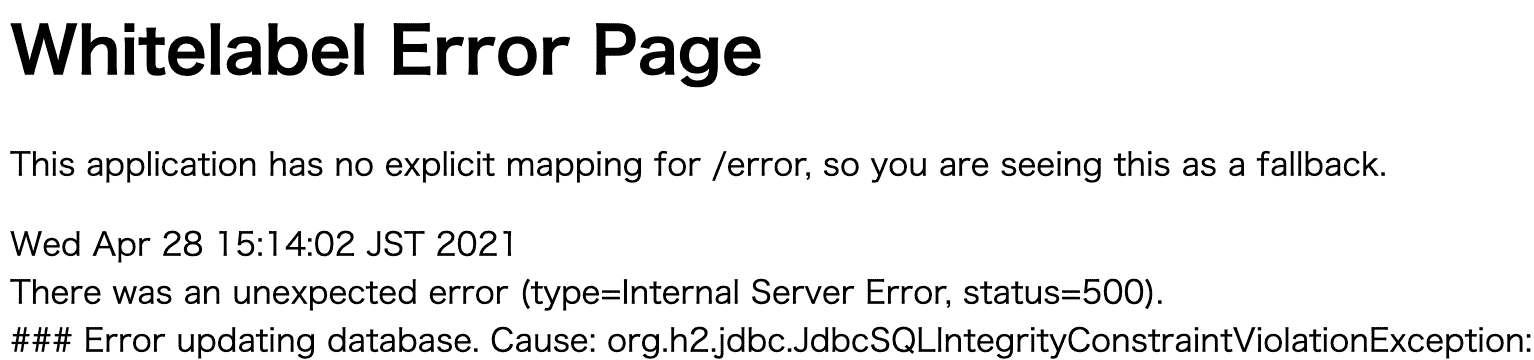 Whitelabel Error Page
This application has no explicit mapping for /error, so you are seeing this as a fallback.
Wed Apr 28 15:14:02 JST 2021
There was an unexpected error (type=Internal Server Error, status=500).
### Error updating database. Cause: org.h2.jdbc.JdbcSQLIntegrityConstraintViolationException: